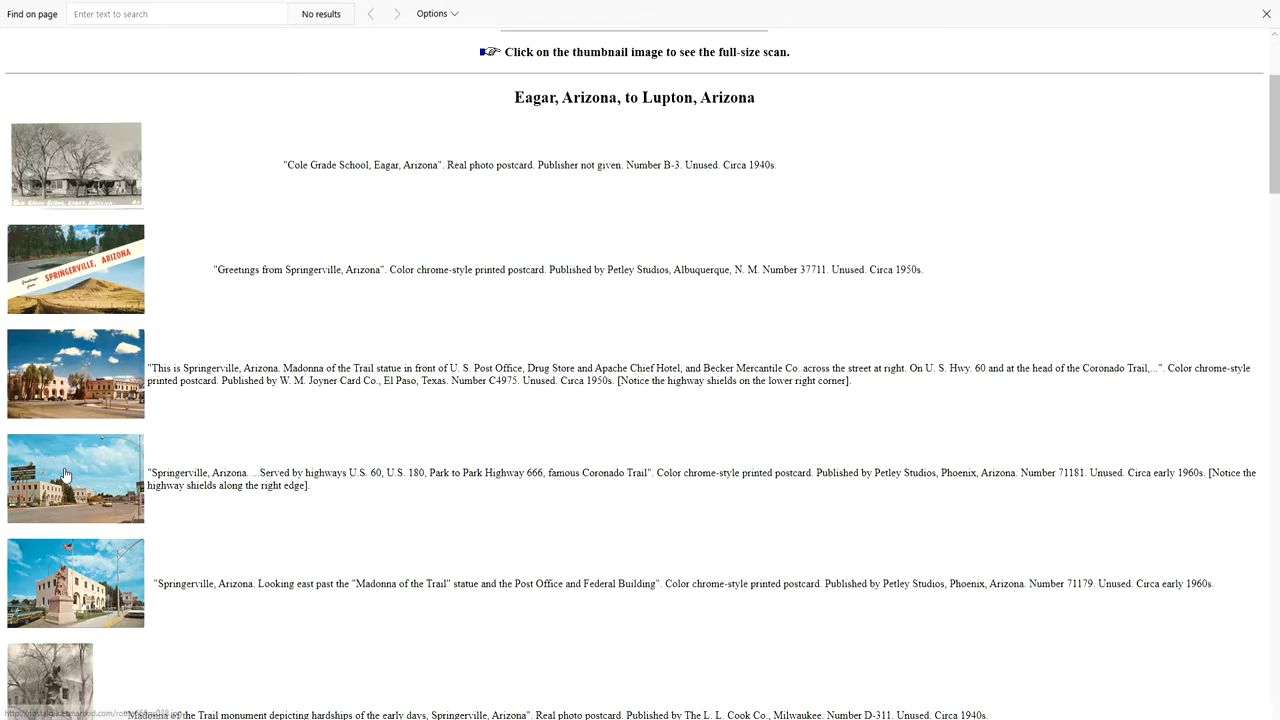 Find on page Enter text to search No results Options
Click on the thumbnail image to see the full-size scan.
Eagar, Arizona, to Lupton, Arizona
"Cole Grade School, Eagar, Arizona". Real photo postcard. Publisher not given. Number B-3. Unused. Circa 1940s.
Greetings from SPRINGERVILLE, ARIZONA
"Greetings from Springerville, Arizona". Color chrome-style printed postcard. Published by Petley Studios, Albuquerque, N. M. Number 37711. Unused. Circa 1950s.
"This is Springerville, Arizona. Madonna of the Trail statue in front of U. S. Post Office, Drug Store and Apache Chief Hotel, and Becker Mercantile Co. across the street at right. On U. S. Hwy. 60 and at the head of the Coronado Trail,...". Color chrome-style
printed postcard. Published by W. M. Joyner Card Co., El Paso, Texas. Number C4975. Unused. Circa 1950s. [Notice the highway shields on the lower right corner].
"Springerville, Arizona. ...Served by highways U.S. 60, U.S. 180, Park to Park Highway 666, famous Coronado Trail". Color chrome-style printed postcard. Published by Petley Studios, Phoenix, Arizona. Number 71181. Unused. Circa early 1960s. [Notice the
highway shields along the right edge].
"Springerville, Arizona. Looking east past the "Madonna of the Trail" statue and the Post Office and Federal Building". Color chrome-style printed postcard. Published by Petley Studios, Phoenix, Arizona. Number 71179. Unused. Circa early 1960s.
"Madonna of the Trail monument depicting hardships of the early days, Springerville, Arizona". Real photo postcard. Published by The L. L. Cook Co., Milwaukee. Number D-311. Unused. Circa 1940s.